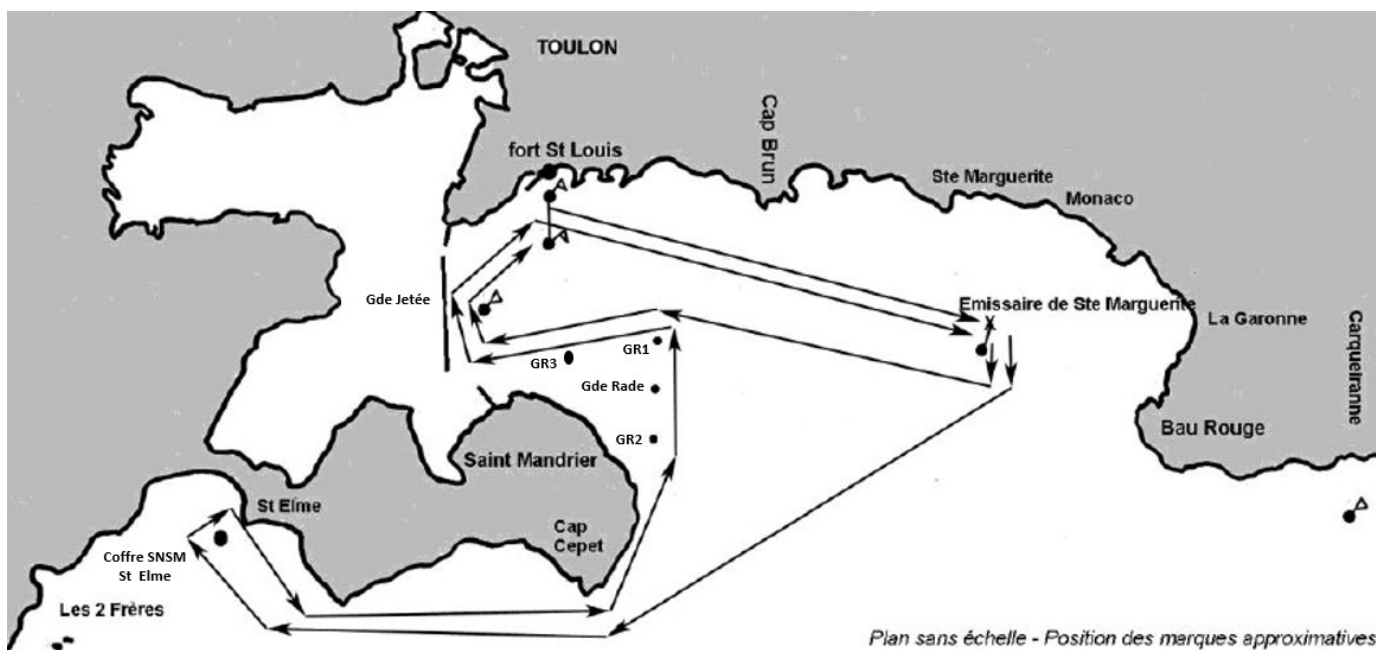 TOULON
Cap Brun
fort St Louis
Ste Marguerite
Monaco
Gde Jetée
Emissaire de Ste Marguerite
La Garonne
Carqueiranne
GR1
GR3
Gde Rade
Bau Rouge
GR2
Saint Mandrier
St Elme
Cap
Cepet
Coffre SNSM
St Elme
Les 2 Frères
Plan sans échelle - Position des marques approximatives